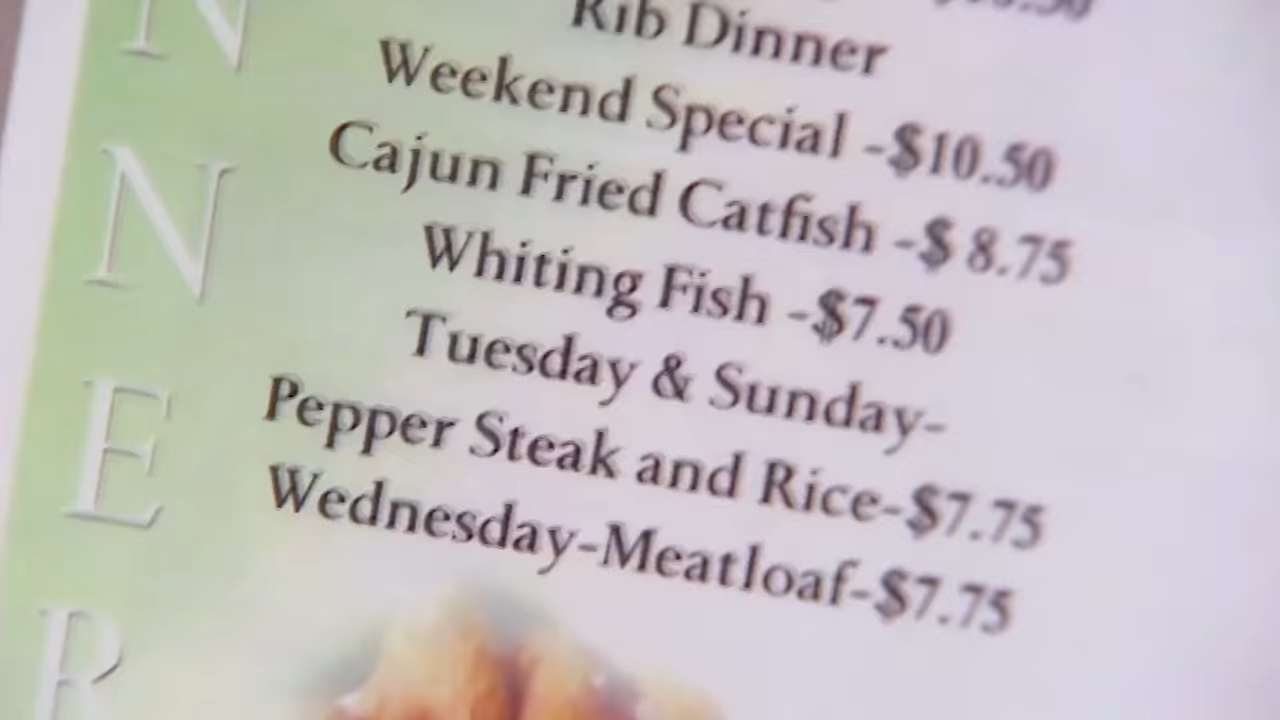 Rib Dinner
Weekend Special -$10.50
Cajun Fried Catfish -$ 8.75
Whiting Fish -$7.50
Tuesday & Sunday-
Pepper Steak and Rice-$7.75
Wednesday-Meatloaf-$7.75
N
N
E
R